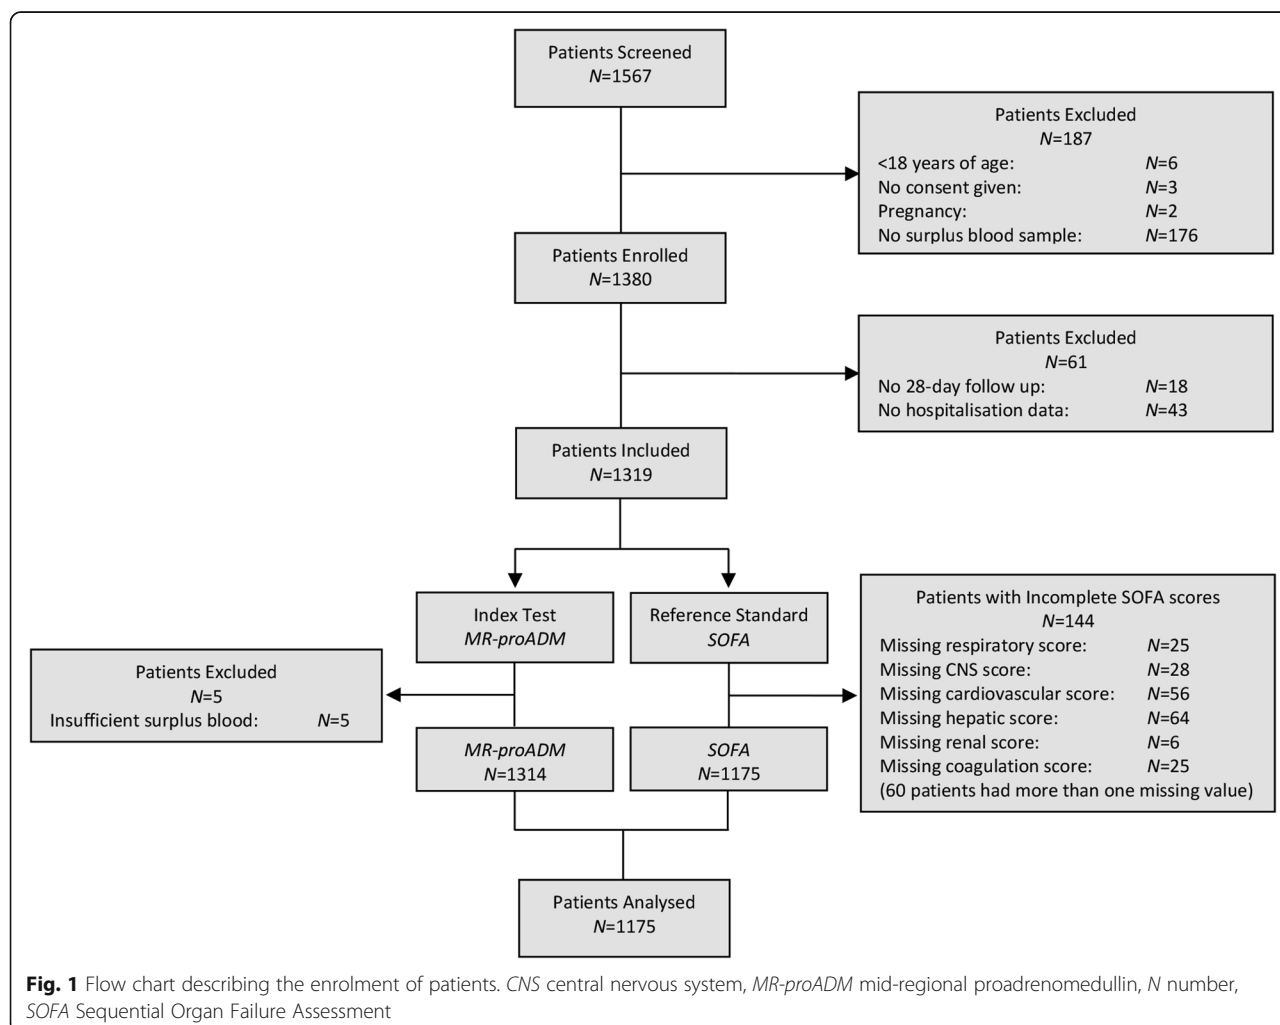 Patients Screened
N=1567
Patients Excluded
N=187
<18 years of age: N=6
No consent given: N=3
Pregnancy: N=2
No surplus blood sample: N=176
Patients Enrolled
N=1380
Patients Excluded
N=61
No 28-day follow up: N=18
No hospitalisation data: N=43
Patients Included
N=1319
Index Test
MR-proADM
Reference Standard
SOFA
Patients with Incomplete SOFA scores
N=144
Missing respiratory score: N=25
Missing CNS score: N=28
Missing cardiovascular score: N=56
Missing hepatic score: N=64
Missing renal score: N=6
Missing coagulation score: N=25
(60 patients had more than one missing value)
Patients Excluded
N=5
Insufficient surplus blood: N=5
MR-proADM
N=1314
SOFA
N=1175
Patients Analysed
N=1175
Fig. 1 Flow chart describing the enrolment of patients. CNS central nervous system, MR-proADM mid-regional proadrenomedullin, N number,
SOFA Sequential Organ Failure Assessment